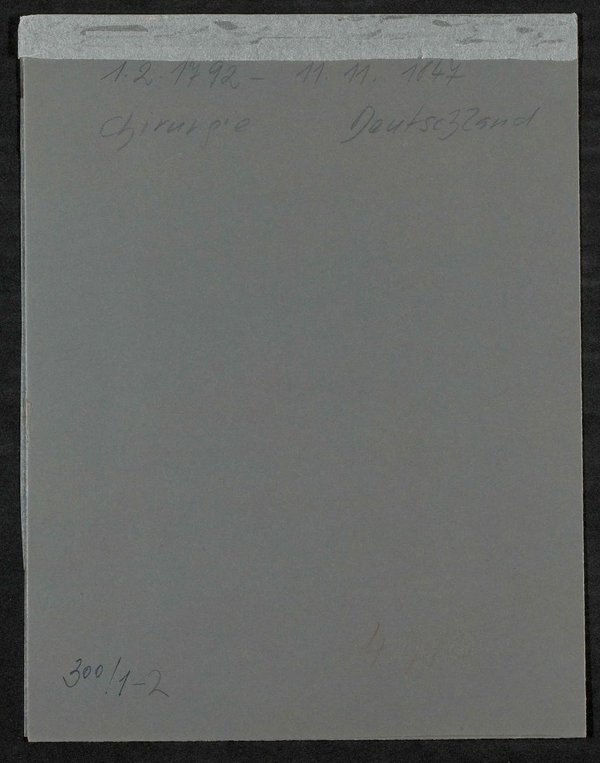 1.2.1792 - 11.11.1847
Chirurgie Deutschland
300/1-2